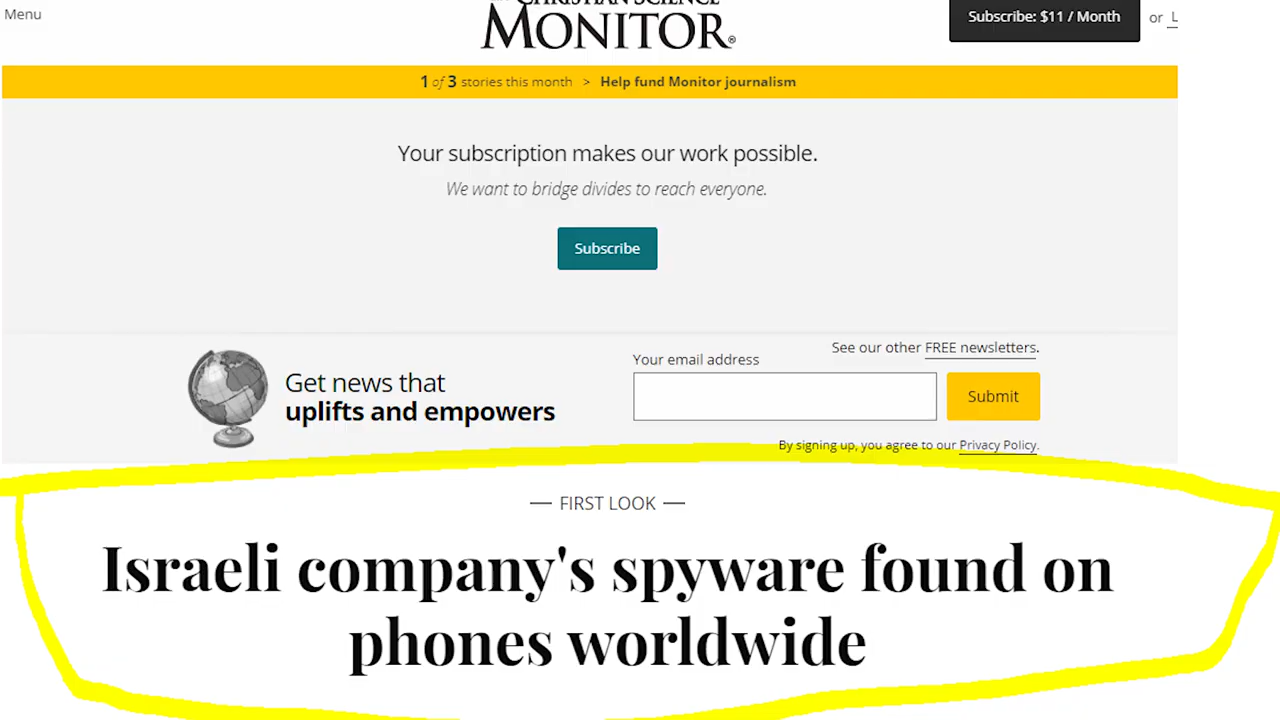 Menu
CHRISTIAN SCIENCE
MONITOR®
Subscribe: $11 / Month
or L
1 of 3 stories this month > Help fund Monitor journalism
Your subscription makes our work possible.
We want to bridge divides to reach everyone.
Subscribe
See our other FREE newsletters.
Your email address
Get news that
uplifts and empowers
Submit
By signing up, you agree to our Privacy Policy.
— FIRST LOOK —
Israeli company's spyware found on
phones worldwide